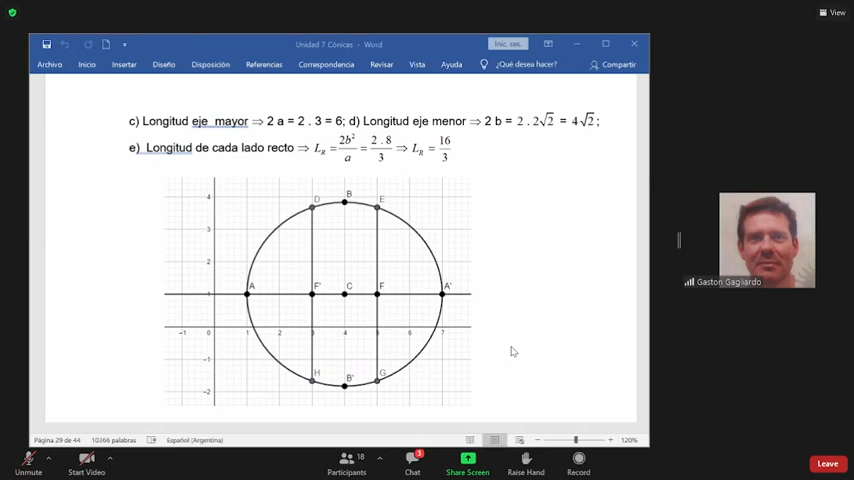 View
Unidad 7 Cónicas - Word
Inic. ses.
Archivo Inicio Insertar Diseño Disposición Referencias Correspondencia Revisar Vista Ayuda ¿Qué desea hacer? Compartir
c) Longitud eje mayor ⇒ 2 a = 2 . 3 = 6; d) Longitud eje menor ⇒ 2 b = 2 . 2√2 = 4√2 ;
e) Longitud de cada lado recto ⇒ L_R = 2b²/a = 2 . 8/3 ⇒ L_R = 16/3
4 D B E
3
2
1 A F' C F A'
-1 0 1 2 3 4 5 6 7
-1
H B' G
-2
Gaston Gagliardo
Página 29 de 44 10366 palabras Español (Argentina) 120%
Unmute Start Video Participants 18 Chat 3 Share Screen Raise Hand Record Leave